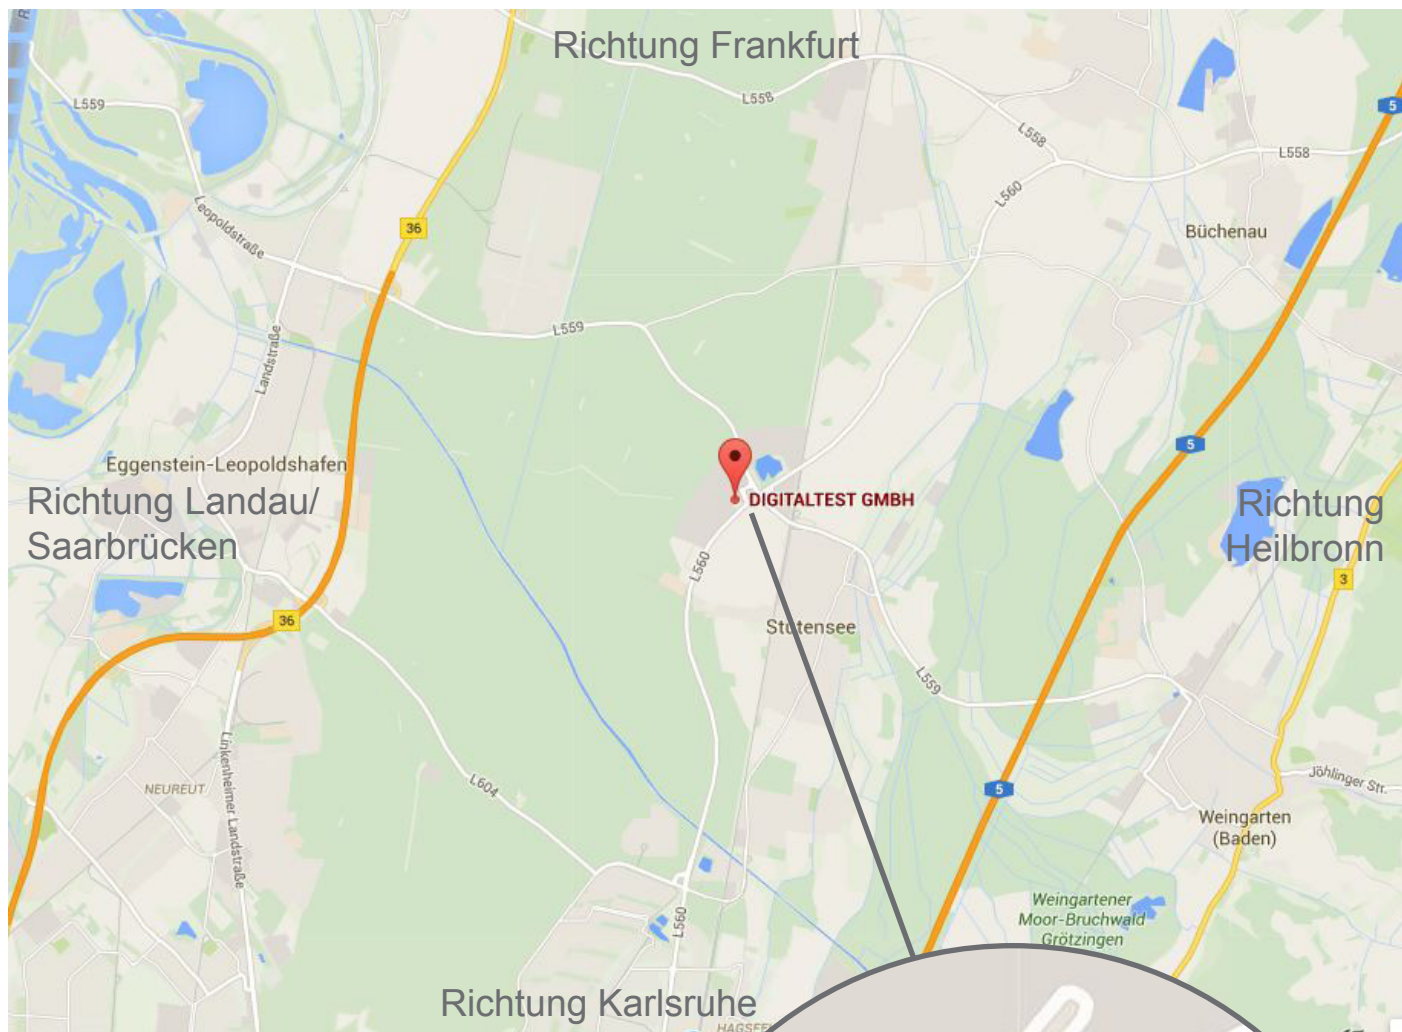 R
Richtung Frankfurt
L559
L558
5
L558
L558
L560
Leopoldstraße
36
Büchenau
L559
Landstraße
5
Eggenstein-Leopoldshafen
DIGITALTEST GMBH
Richtung Landau/
Saarbrücken
Richtung
Heilbronn
L560
3
36
Stutensee
L559
Linkenheimer Landstraße
NEUREUT
L604
5
Jöhlinger Str.
Weingarten
(Baden)
Weingartener
Moor-Bruchwald
Grötzingen
L560
Richtung Karlsruhe